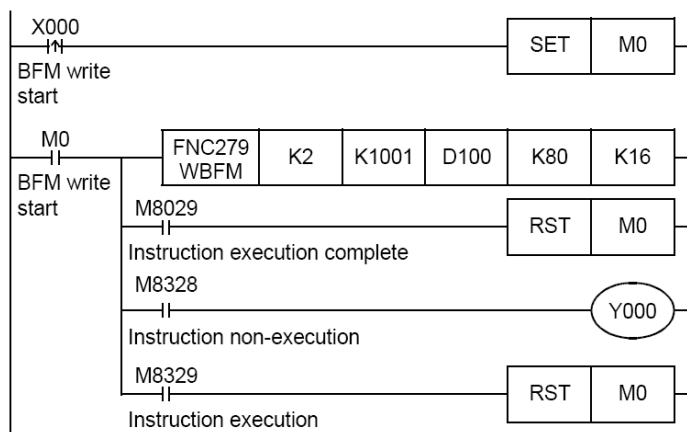 X000
SET M0
BFM write
start
M0
FNC279 K2 K1001 D100 K80 K16
WBFM
BFM write
start
M8029
RST M0
Instruction execution complete
M8328
Y000
Instruction non-execution
M8329
RST M0
Instruction execution